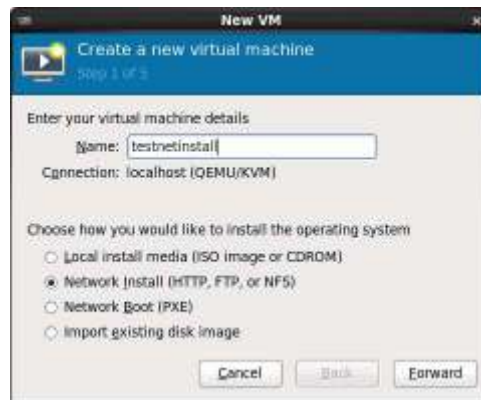 New VM
Create a new virtual machine
Step 1 of 5
Enter your virtual machine details
Name: testnetinstall
Connection: localhost (QEMU/KVM)
Choose how you would like to install the operating system
Local install media (ISO image or CDROM)
Network Install (HTTP, FTP, or NFS)
Network Boot (PXE)
Import existing disk image
Cancel Back Forward